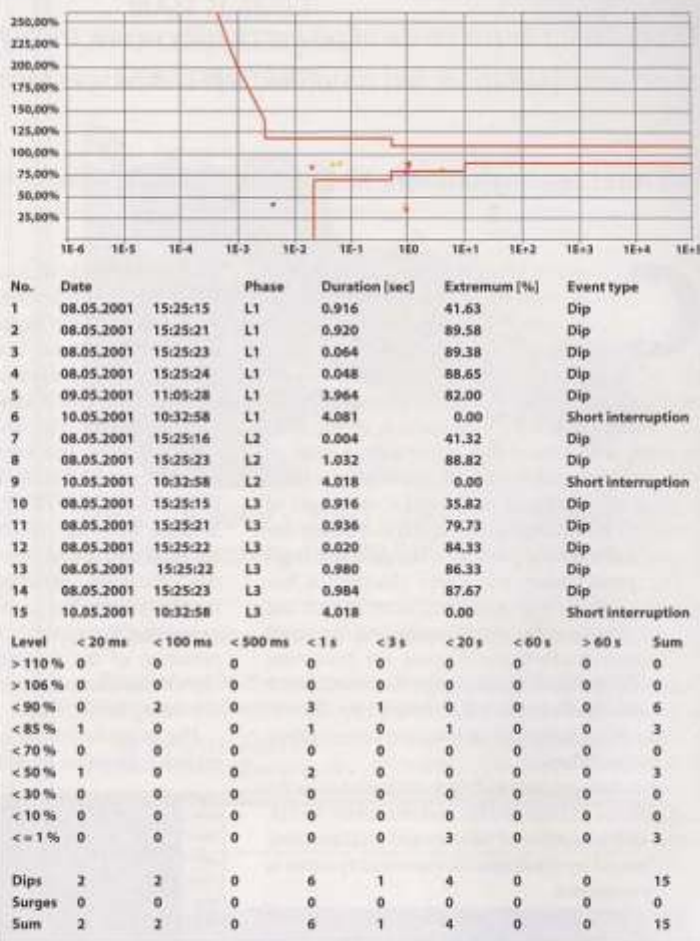 250,00%
225,00%
200,00%
175,00%
150,00%
125,00%
100,00%
75,00%
50,00%
25,00%
1E-6 1E-5 1E-4 1E-3 1E-2 1E-1 1E0 1E+1 1E+2 1E+3 1E+4 1E+5
No. Date Phase Duration [sec] Extremum [%] Event type
1 08.05.2001 15:25:15 L1 0.916 41.63 Dip
2 08.05.2001 15:25:21 L1 0.920 89.58 Dip
3 08.05.2001 15:25:23 L1 0.064 89.38 Dip
4 08.05.2001 15:25:24 L1 0.048 88.65 Dip
5 09.05.2001 11:05:28 L1 3.964 82.00 Dip
6 10.05.2001 10:32:58 L1 4.081 0.00 Short interruption
7 08.05.2001 15:25:16 L2 0.004 41.32 Dip
8 08.05.2001 15:25:23 L2 1.032 88.82 Dip
9 10.05.2001 10:32:58 L2 4.018 0.00 Short interruption
10 08.05.2001 15:25:15 L3 0.916 35.82 Dip
11 08.05.2001 15:25:21 L3 0.936 79.73 Dip
12 08.05.2001 15:25:22 L3 0.020 84.33 Dip
13 08.05.2001 15:25:22 L3 0.980 86.33 Dip
14 08.05.2001 15:25:23 L3 0.984 87.67 Dip
15 10.05.2001 10:32:58 L3 4.018 0.00 Short interruption
Level < 20 ms < 100 ms < 500 ms < 1 s < 3 s < 20 s < 60 s > 60 s Sum
> 110 % 0 0 0 0 0 0 0 0 0
> 106 % 0 0 0 0 0 0 0 0 0
< 90 % 0 2 0 3 1 0 0 0 6
< 85 % 1 0 0 1 0 1 0 0 3
< 70 % 0 0 0 0 0 0 0 0 0
< 50 % 1 0 0 2 0 0 0 0 3
< 30 % 0 0 0 0 0 0 0 0 0
< 10 % 0 0 0 0 0 0 0 0 0
< = 1 % 0 0 0 0 0 3 0 0 3
Dips 2 2 0 6 1 4 0 0 15
Surges 0 0 0 0 0 0 0 0 0
Sum 2 2 0 6 1 4 0 0 15